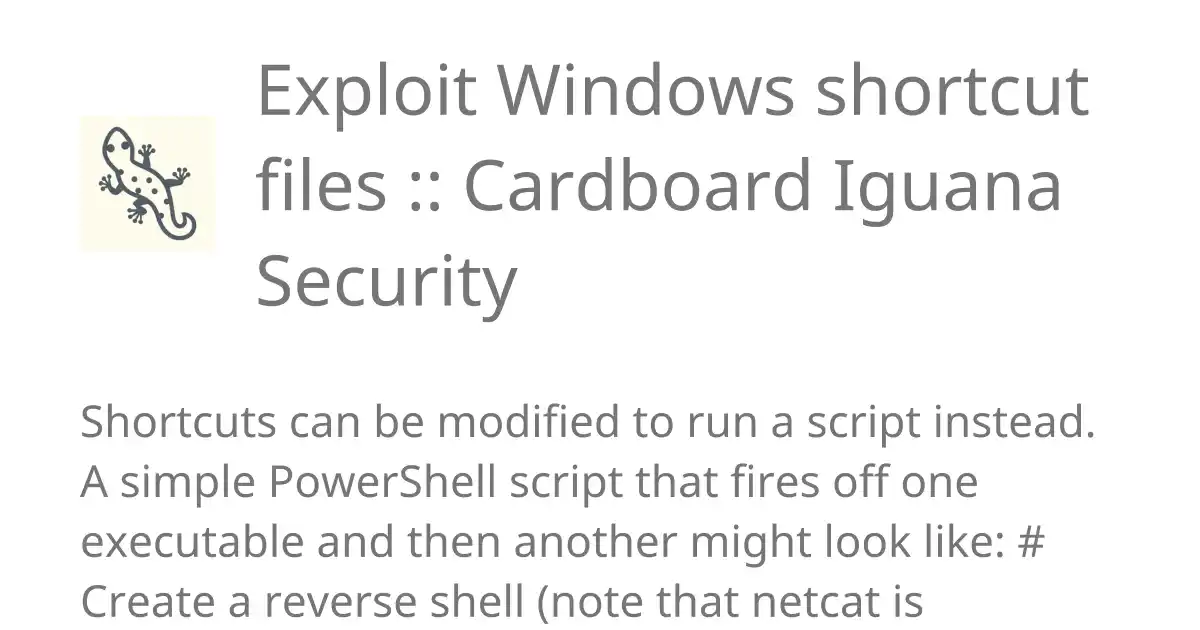 Exploit Windows shortcut
files :: Cardboard Iguana
Security
Shortcuts can be modified to run a script instead.
A simple PowerShell script that fires off one
executable and then another might look like: #
Create a reverse shell (note that netcat is